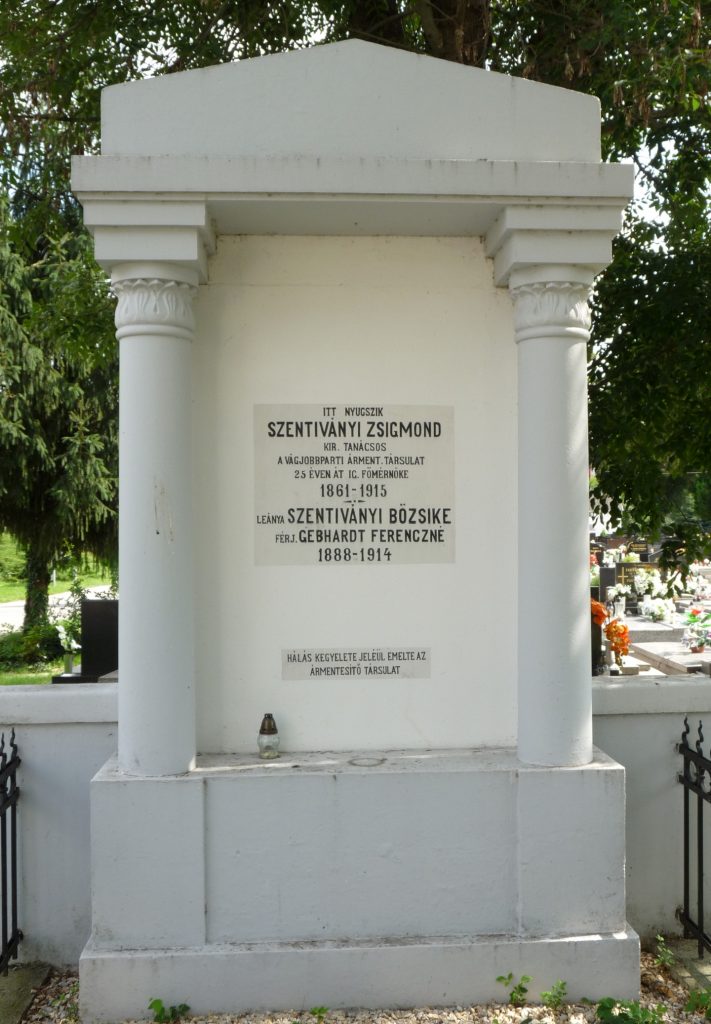 ITT NYUGSZIK
SZENTIVÁNYI ZSIGMOND
KIR. TANÁCSOS
A VÁGJOBBPARTI ÁRMENT. TÁRSULAT
25 ÉVEN ÁT IG. FŐMÉRNÖKE
1861-1915
LEÁNYA SZENTIVÁNYI BÖZSIKE
FÉRJ. GEBHARDT FERENCZNÉ
1888-1914
HÁLÁS KEGYELETE JELÉÜL EMELTE AZ
ÁRMENTESÍTŐ TÁRSULAT